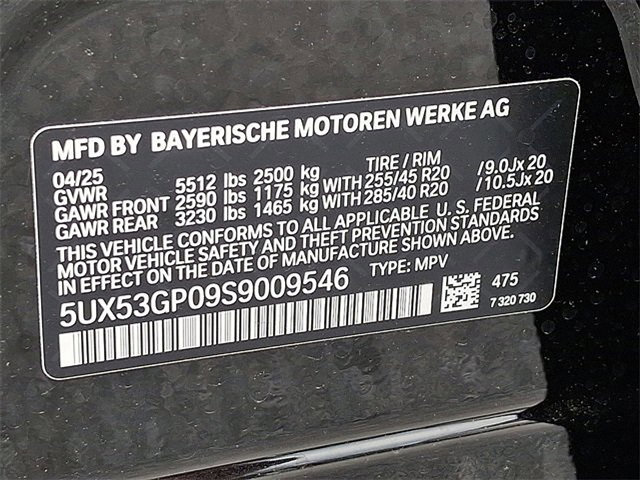 MFD BY BAYERISCHE MOTOREN WERKE AG
04/25 TIRE / RIM
GVWR 5512 lbs 2500 kg
GAWR FRONT 2590 lbs 1175 kg WITH 255/45 R20 /9.0Jx 20
GAWR REAR 3230 lbs 1465 kg WITH 285/40 R20 /10.5Jx 20
THIS VEHICLE CONFORMS TO ALL APPLICABLE U. S. FEDERAL
MOTOR VEHICLE SAFETY AND THEFT PREVENTION STANDARDS
IN EFFECT ON THE DATE OF MANUFACTURE SHOWN ABOVE.
5UX53GP09S9009546 TYPE: MPV 475
7 320 730